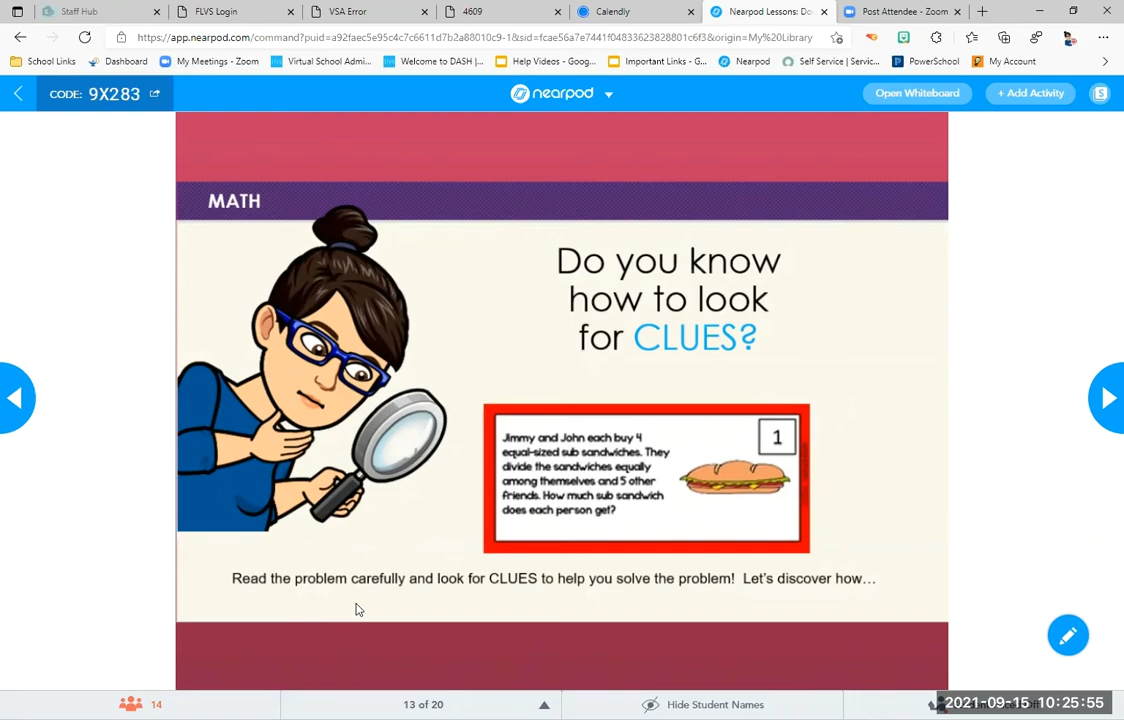 Staff Hub
FLVS Login
VSA Error
4609
Calendly
Nearpod Lessons: Do
Post Attendee - Zoom
https://app.nearpod.com/command?puid=a92faec5e95c4c7c6611d7b2a88010c9-1&sid=fcae56a7e7441f04833623828801c6f3&origin=My%20Library
School Links
Dashboard
My Meetings - Zoom
Virtual School Admi...
Welcome to DASH |...
Help Videos - Goog...
Important Links - G...
Nearpod
Self Service | Servic...
PowerSchool
My Account
CODE: 9X283
nearpod
Open Whiteboard
+ Add Activity
S
MATH
Do you know
how to look
for CLUES?
1
Jimmy and John each buy 4
equal-sized sub sandwiches. They
divide the sandwiches equally
among themselves and 5 other
friends. How much sub sandwich
does each person get?
Read the problem carefully and look for CLUES to help you solve the problem! Let's discover how...
14
13 of 20
Hide Student Names
2021-09-15 10:25:55